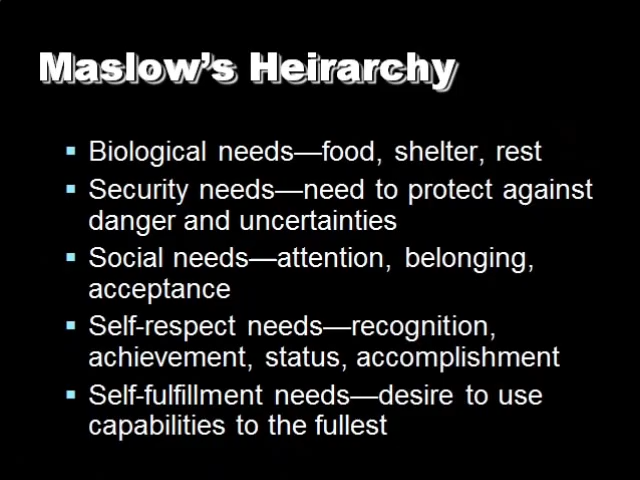 Maslow's Heirarchy
▪ Biological needs—food, shelter, rest
▪ Security needs—need to protect against
danger and uncertainties
▪ Social needs—attention, belonging,
acceptance
▪ Self-respect needs—recognition,
achievement, status, accomplishment
▪ Self-fulfillment needs—desire to use
capabilities to the fullest